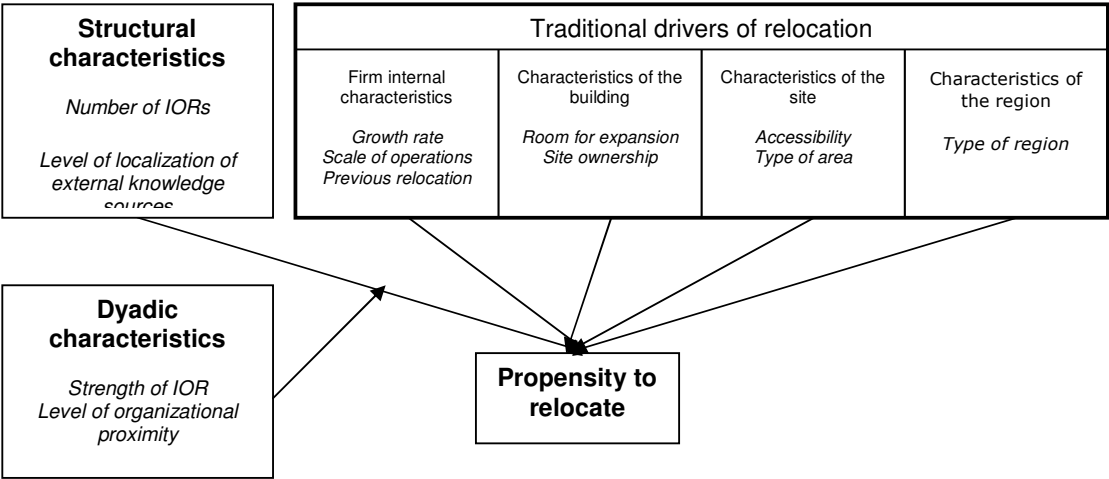 Structural
characteristics
Number of IORs
Level of localization of
external knowledge
sources
Traditional drivers of relocation
Firm internal
characteristics
Growth rate
Scale of operations
Previous relocation
Characteristics of the
building
Room for expansion
Site ownership
Characteristics of the
site
Accessibility
Type of area
Characteristics of
the region
Type of region
Dyadic
characteristics
Strength of IOR
Level of organizational
proximity
Propensity to
relocate